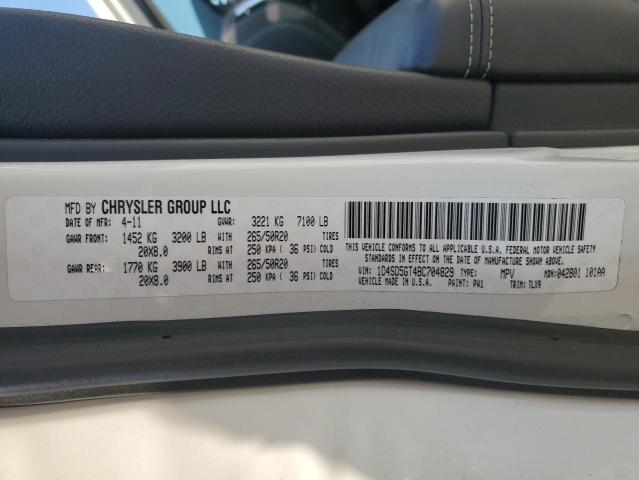 MFD BY CHRYSLER GROUP LLC
DATE OF MFR: 4-11 GVWR: 3221 KG 7100 LB
GAWR FRONT: 1452 KG 3200 LB WITH 265/50R20 TIRES
20X8.0 RIMS AT 250 KPA ( 36 PSI) COLD
GAWR REAR: 1770 KG 3900 LB WITH 265/50R20 TIRES
20X8.0 RIMS AT 250 KPA ( 36 PSI) COLD
THIS VEHICLE CONFORMS TO ALL APPLICABLE U.S.A. FEDERAL MOTOR VEHICLE SAFETY
STANDARDS IN EFFECT ON THE DATE OF MANUFACTURE SHOWN ABOVE.
VIN: 1D4SD5GT4BC704829 TYPE: MPV MDH: 042801 101AA
VEHICLE MADE IN U.S.A. PAINT: PW1 TRIM: TLX9